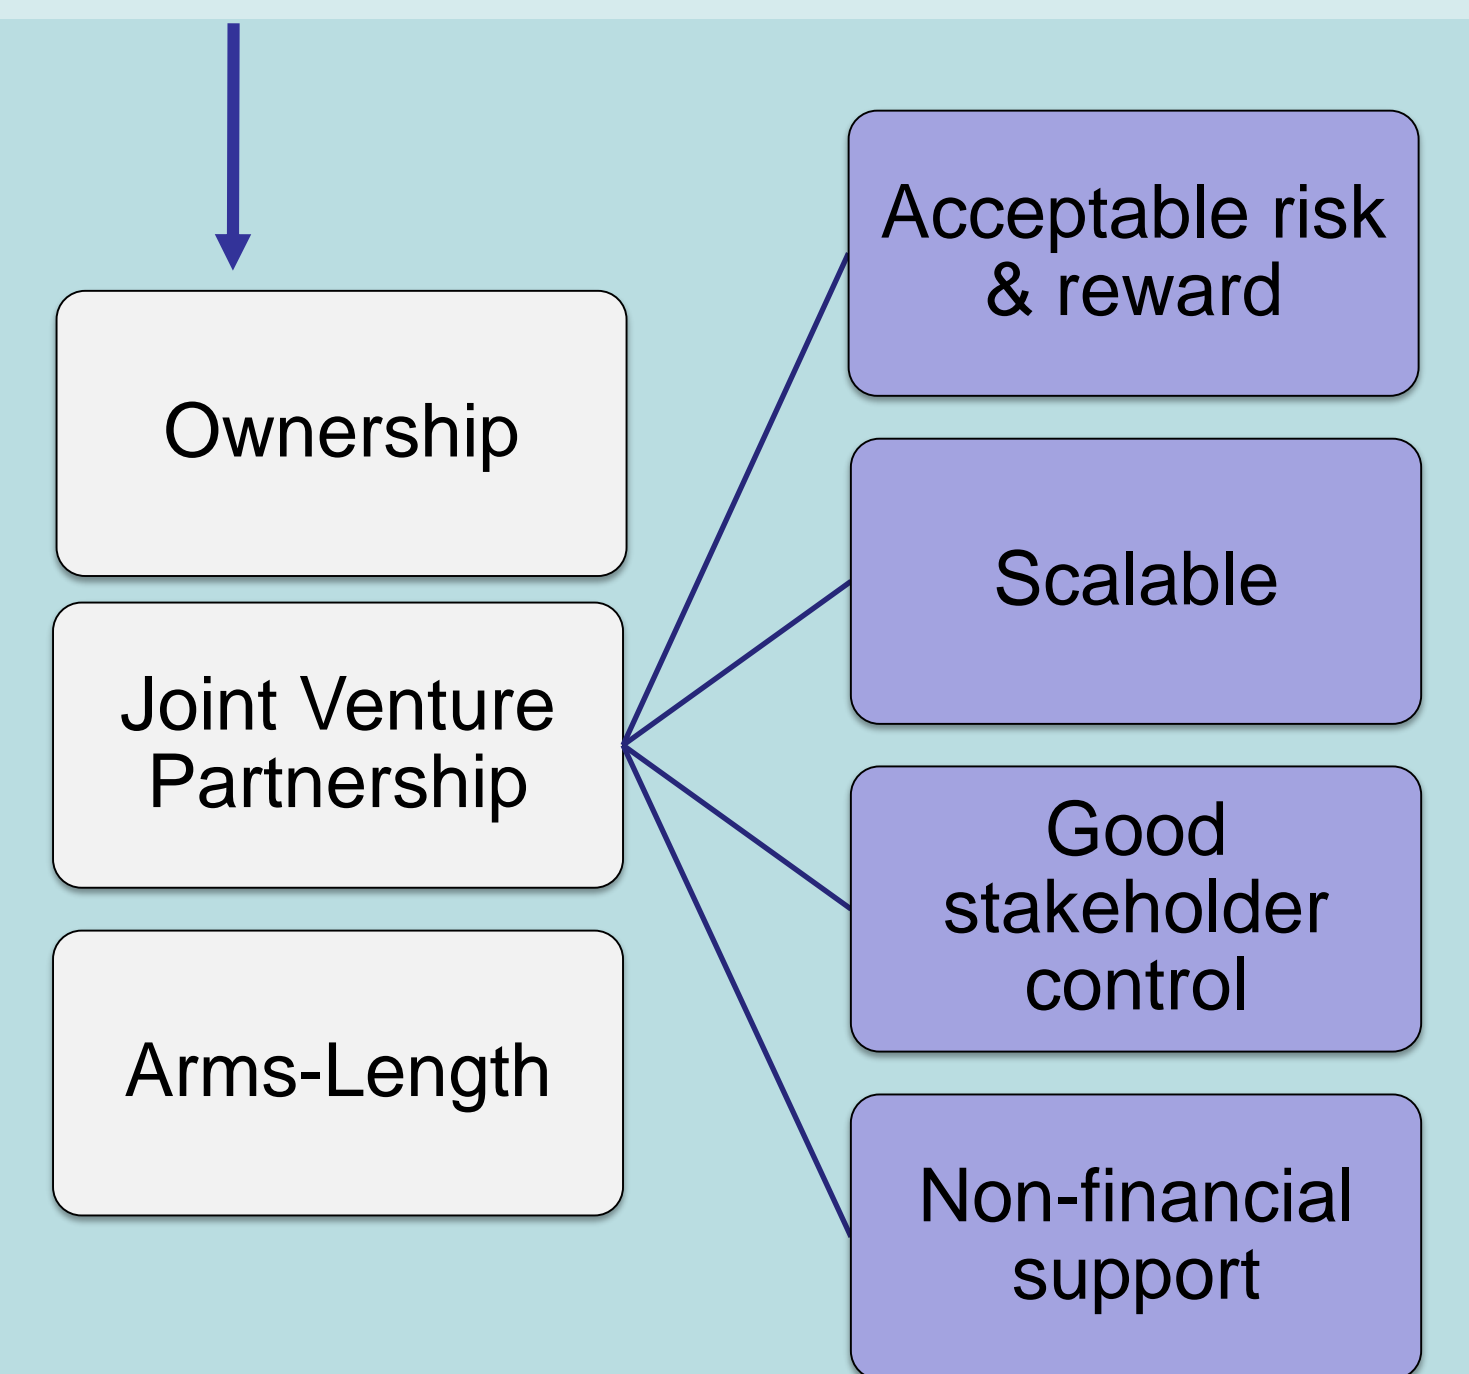 Ownership
Joint Venture
Partnership
Arms-Length
Acceptable risk
& reward
Scalable
Good
stakeholder
control
Non-financial
support